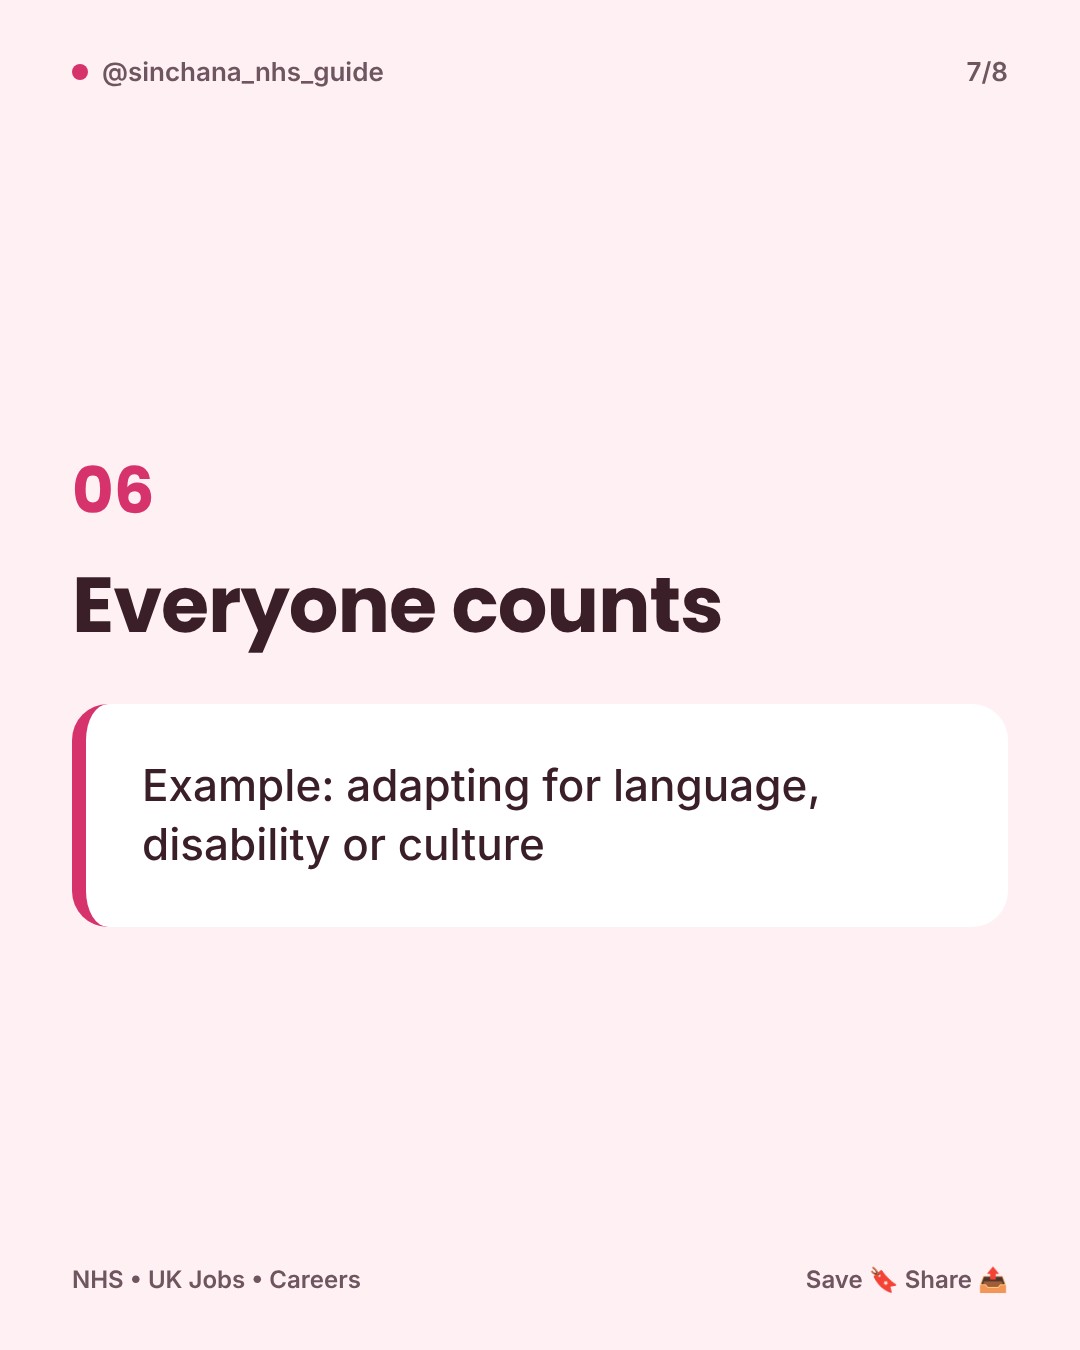 @sinchana_nhs_guide
7/8
06
Everyone counts
Example: adapting for language,
disability or culture
NHS • UK Jobs • Careers
Save 🔖 Share 📤